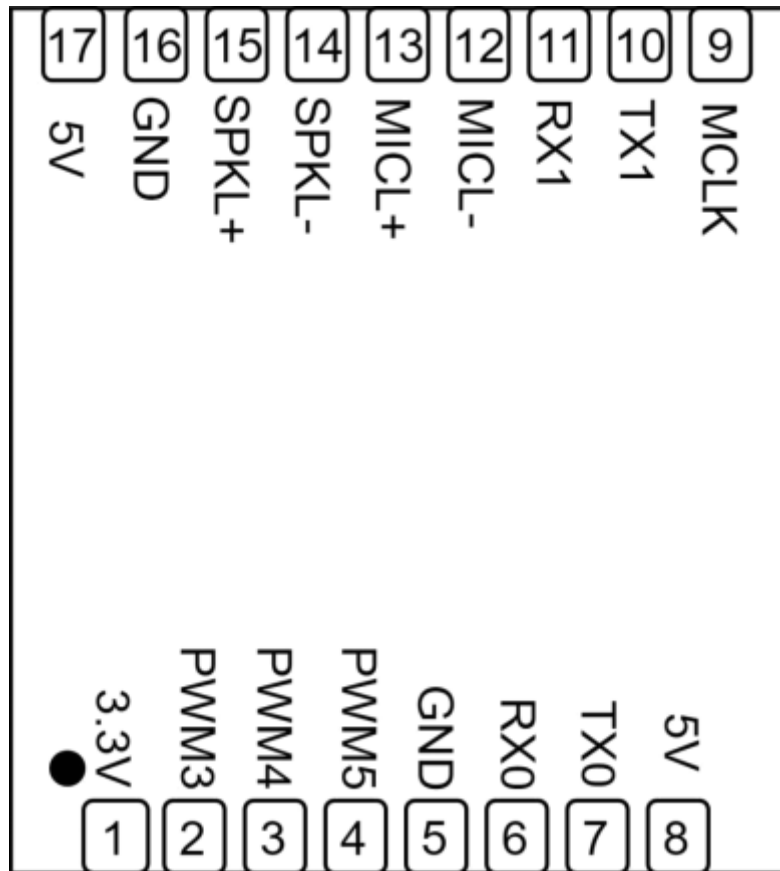 17 16 15 14 13 12 11 10 9
5V GND SPKL+ SPKL- MICL+ MICL- RX1 TX1 MCLK
3.3V PWM3 PWM4 PWM5 GND RX0 TX0 5V
1 2 3 4 5 6 7 8